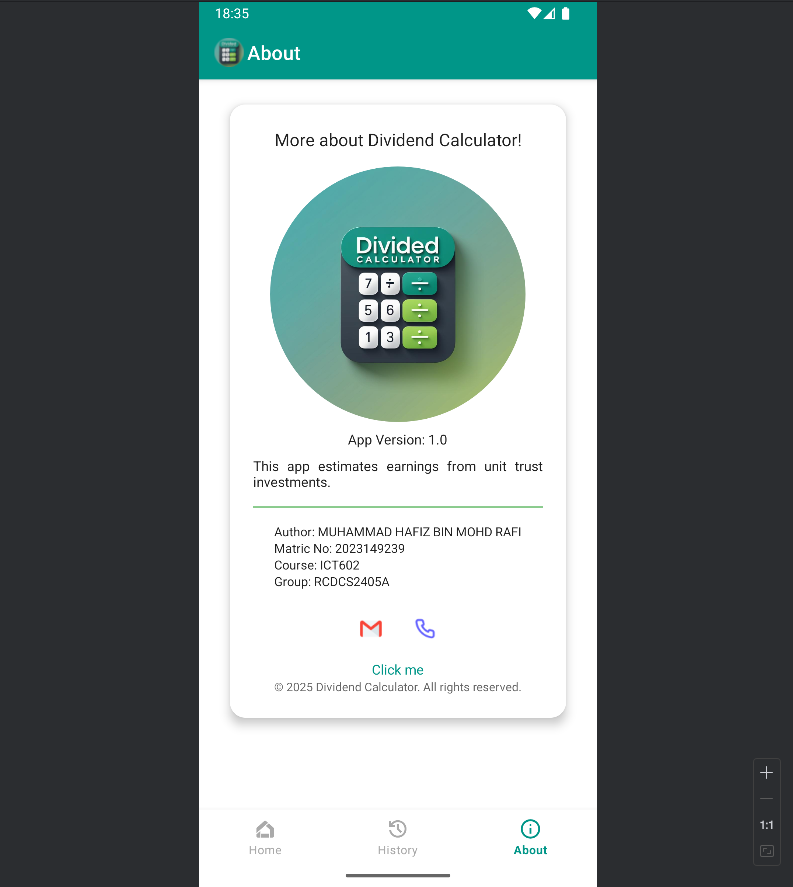 18:35
About
More about Dividend Calculator!
Divided
CALCULATOR
7 ÷ ÷
5 6 ÷
1 3 ÷
App Version: 1.0
This app estimates earnings from unit trust
investments.
Author: MUHAMMAD HAFIZ BIN MOHD RAFI
Matric No: 2023149239
Course: ICT602
Group: RCDCS2405A
Click me
© 2025 Dividend Calculator. All rights reserved.
Home
History
About
1:1